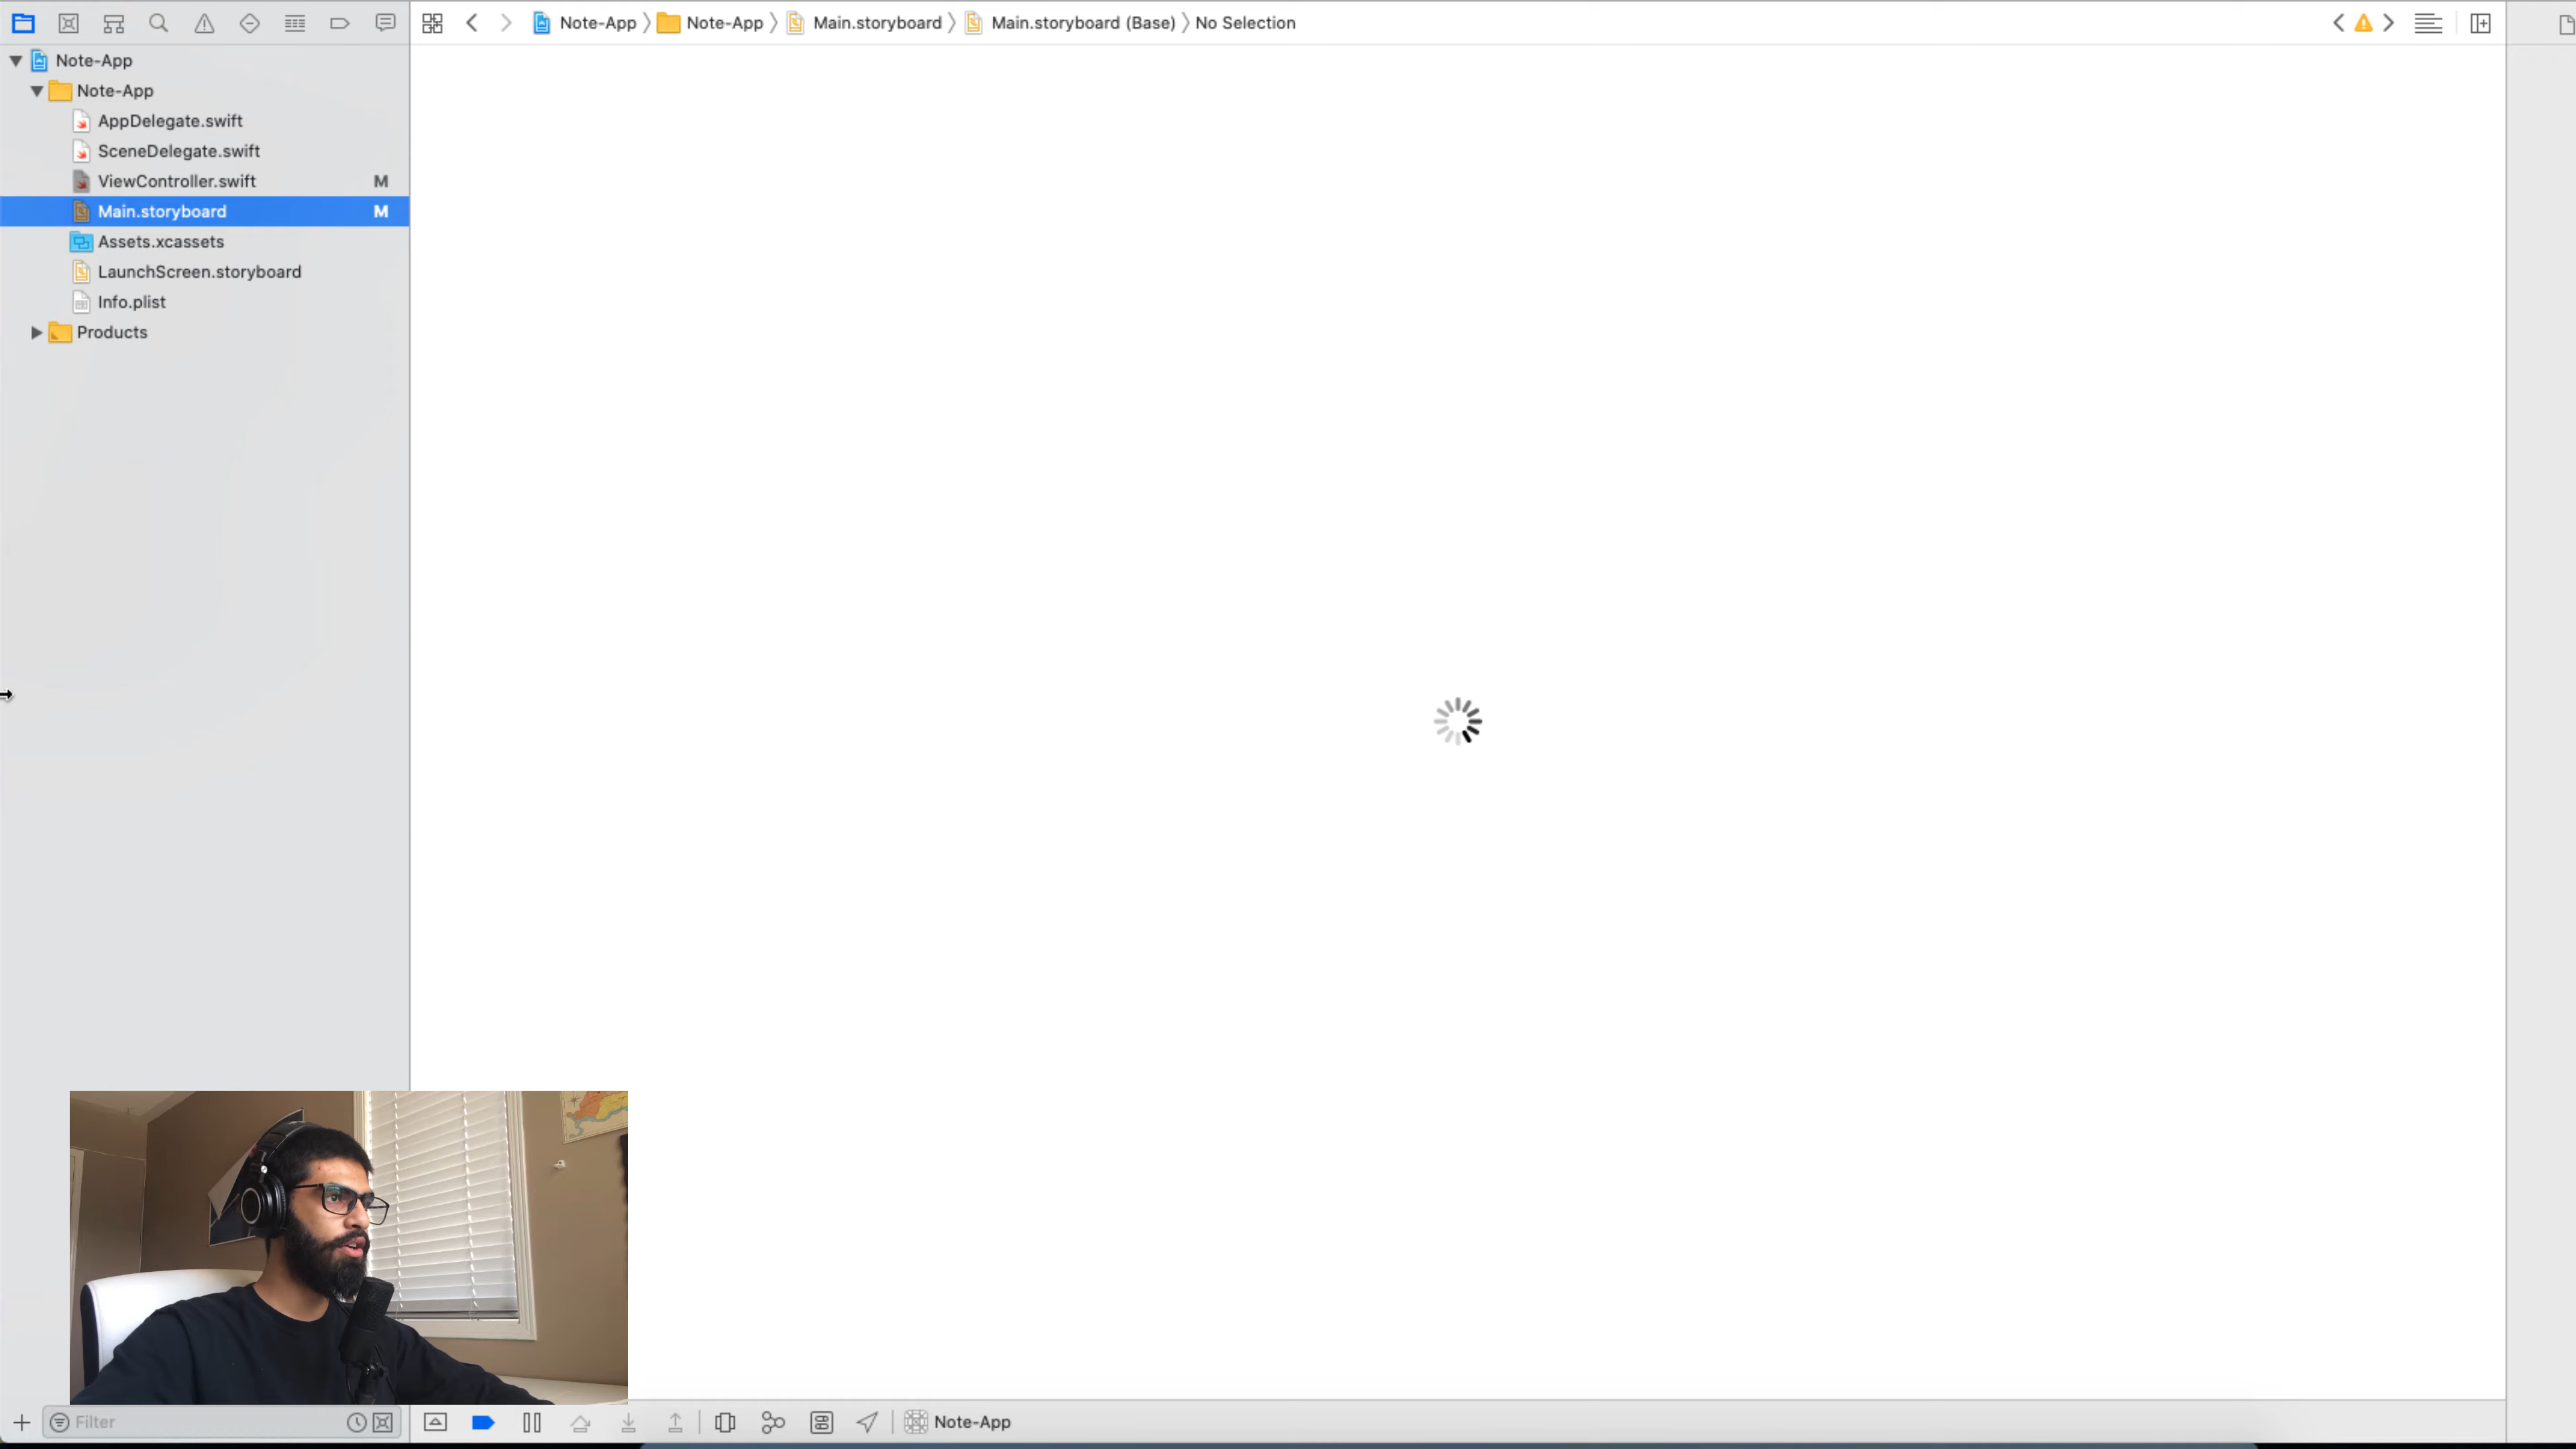 Note-App
Note-App
Main.storyboard
Main.storyboard (Base)
No Selection
Note-App
Note-App
AppDelegate.swift
SceneDelegate.swift
ViewController.swift M
Main.storyboard M
Assets.xcassets
LaunchScreen.storyboard
Info.plist
Products
Filter
Note-App